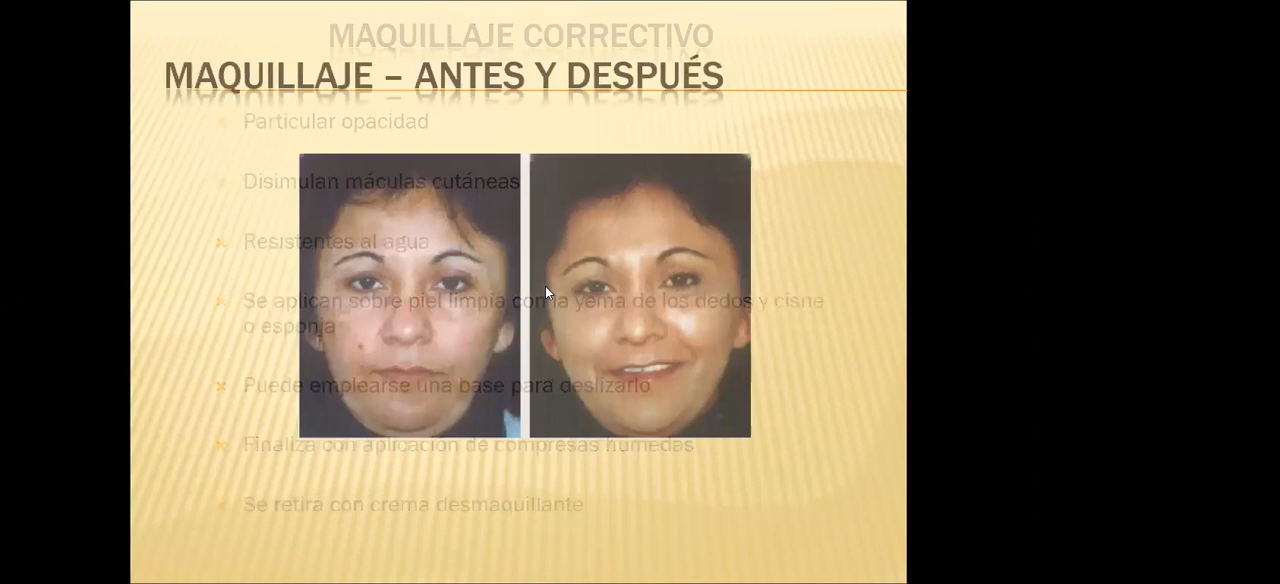 MAQUILLAJE CORRECTIVO
MAQUILLAJE – ANTES Y DESPUÉS
Particular opacidad
Disimulan máculas cutáneas
Resistentes al agua
Se aplican sobre piel limpia con la yema de los dedos y cisne
o esponja
Puede emplearse una base para deslizarlo
Finaliza con aplicación de compresas húmedas
Se retira con crema desmaquillante